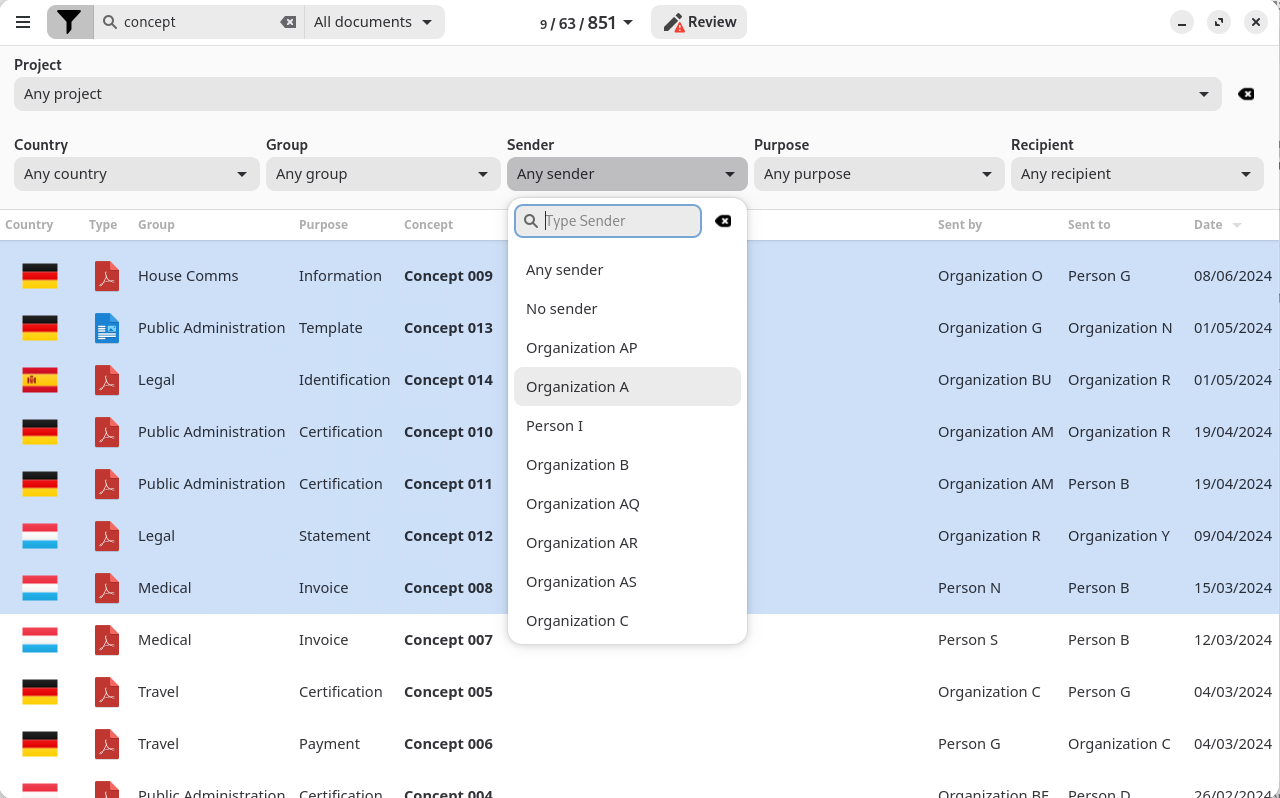 concept All documents 9 / 63 / 851 Review
Project
Any project
Country Group Sender Purpose Recipient
Any country Any group Any sender Any purpose Any recipient
Country Type Group Purpose Concept Sent by Sent to Date
Type Sender
Any sender
No sender
Organization AP
Organization A
Person I
Organization B
Organization AQ
Organization AR
Organization AS
Organization C
House Comms Information Concept 009 Organization O Person G 08/06/2024
Public Administration Template Concept 013 Organization G Organization N 01/05/2024
Legal Identification Concept 014 Organization BU Organization R 01/05/2024
Public Administration Certification Concept 010 Organization AM Organization R 19/04/2024
Public Administration Certification Concept 011 Organization AM Person B 19/04/2024
Legal Statement Concept 012 Organization R Organization Y 09/04/2024
Medical Invoice Concept 008 Person N Person B 15/03/2024
Medical Invoice Concept 007 Person S Person B 12/03/2024
Travel Certification Concept 005 Organization C Person G 04/03/2024
Travel Payment Concept 006 Person G Organization C 04/03/2024
Public Administration Certification Concept 004 Organization Person D 26/02/2024